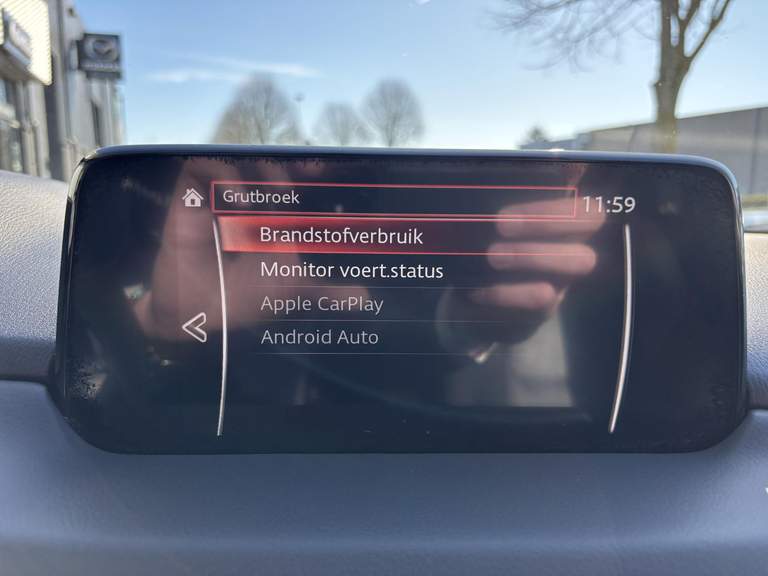 Grutbroek
11:59
Brandstofverbruik
Monitor voert.status
Apple CarPlay
Android Auto